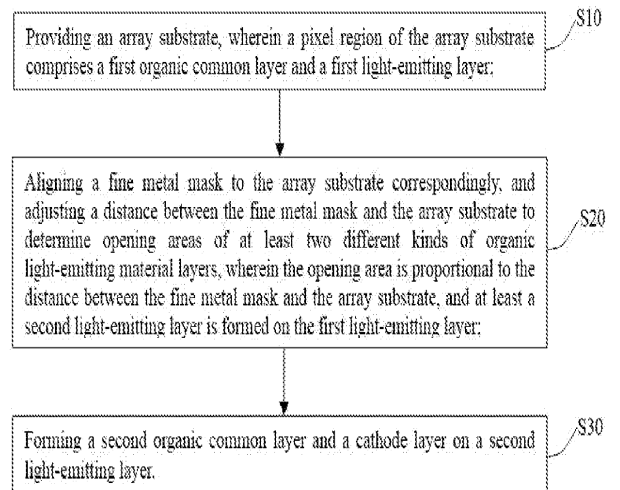 S10
Providing an array substrate, wherein a pixel region of the array substrate
comprises a first organic common layer and a first light-emitting layer;
S20
Aligning a fine metal mask to the array substrate correspondingly, and
adjusting a distance between the fine metal mask and the array substrate to
determine opening areas of at least two different kinds of organic
light-emitting material layers, wherein the opening area is proportional to the
distance between the fine metal mask and the array substrate, and at least a
second light-emitting layer is formed on the first light-emitting layer;
S30
Forming a second organic common layer and a cathode layer on a second
light-emitting layer.